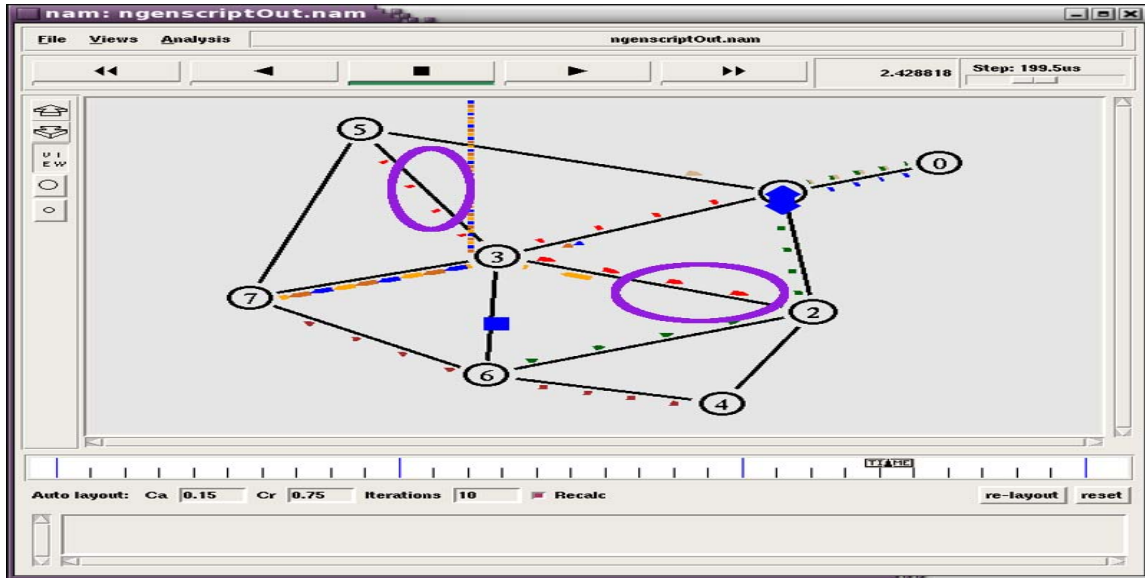 nam: ngenscriptOut.nam
File Views Analysis ngenscriptOut.nam
2.428818 Step: 199.5us
V I
E W
5
0
3
7
2
6
4
TIME
Auto layout: Ca 0.15 Cr 0.75 Iterations 10 Recalc re-layout reset